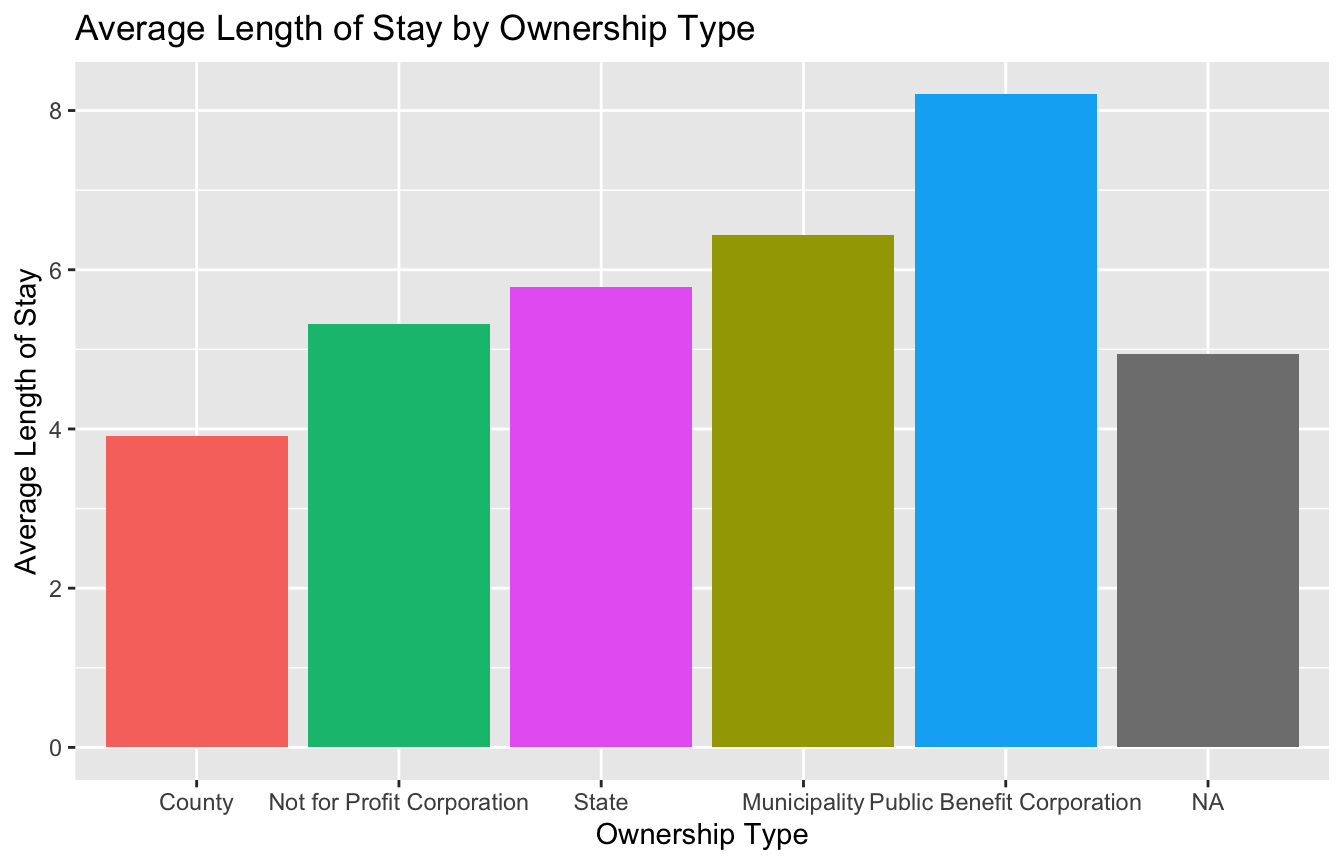 Average Length of Stay by Ownership Type
Average Length of Stay
8
6
4
2
0
County Not for Profit Corporation State Municipality Public Benefit Corporation NA
Ownership Type